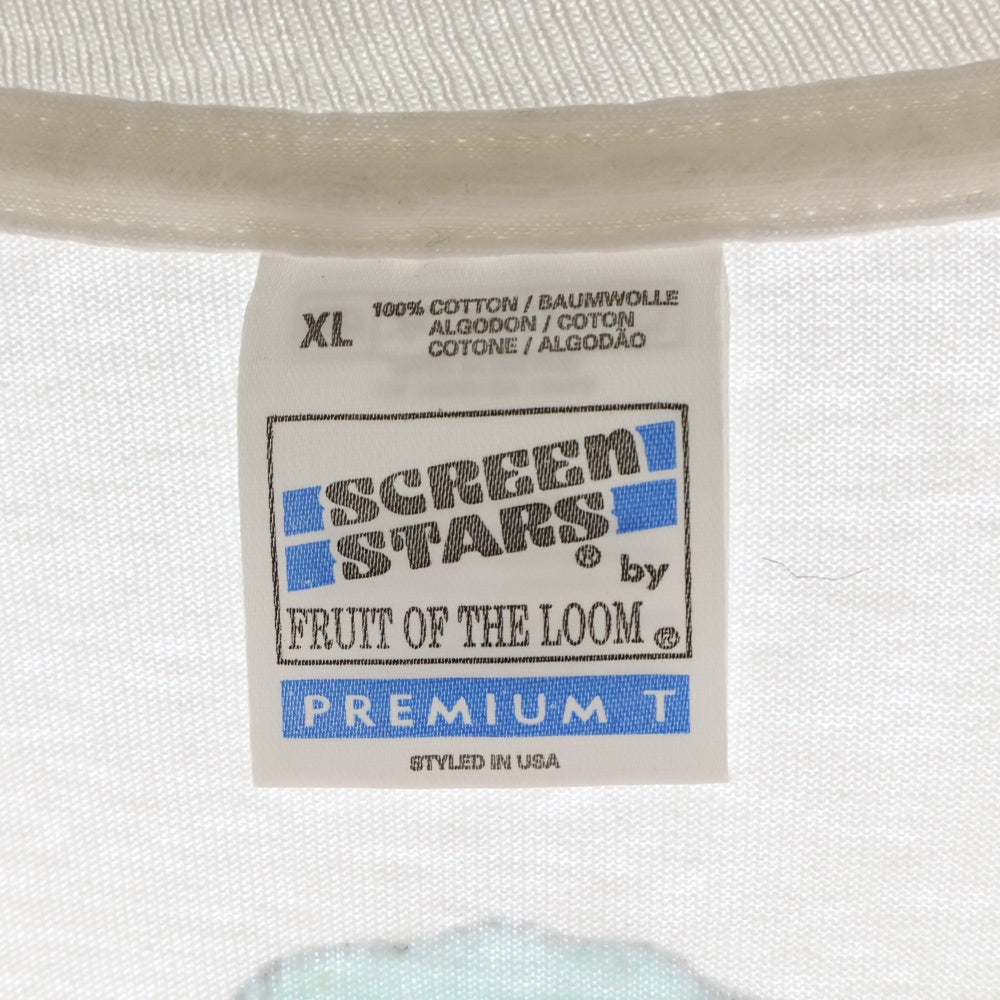 XL
100% COTTON / BAUMWOLLE
ALGODON / COTON
COTONE / ALGODÃO
SCREEN
STARS® by
FRUIT OF THE LOOM®
PREMIUM T
STYLED IN USA